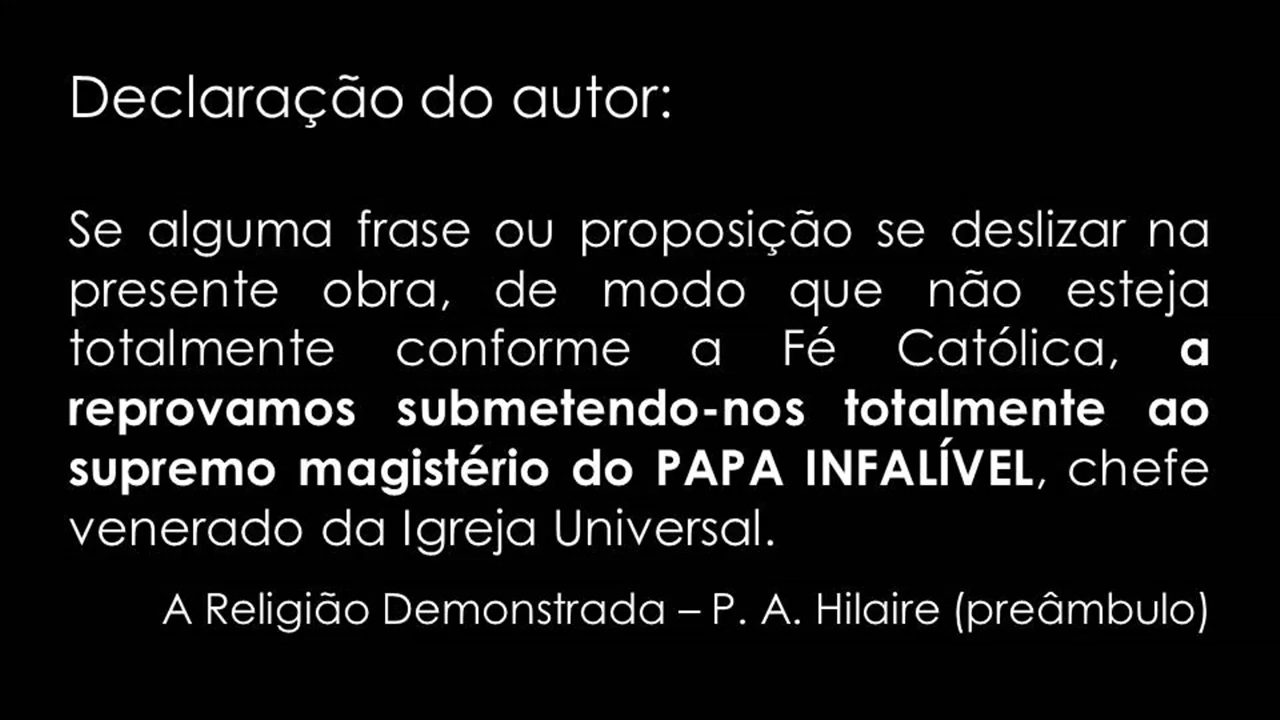 Declaração do autor:
Se alguma frase ou proposição se deslizar na
presente obra, de modo que não esteja
totalmente conforme a Fé Católica, a
reprovamos submetendo-nos totalmente ao
supremo magistério do PAPA INFALÍVEL, chefe
venerado da Igreja Universal.
A Religião Demonstrada – P. A. Hilaire (preâmbulo)